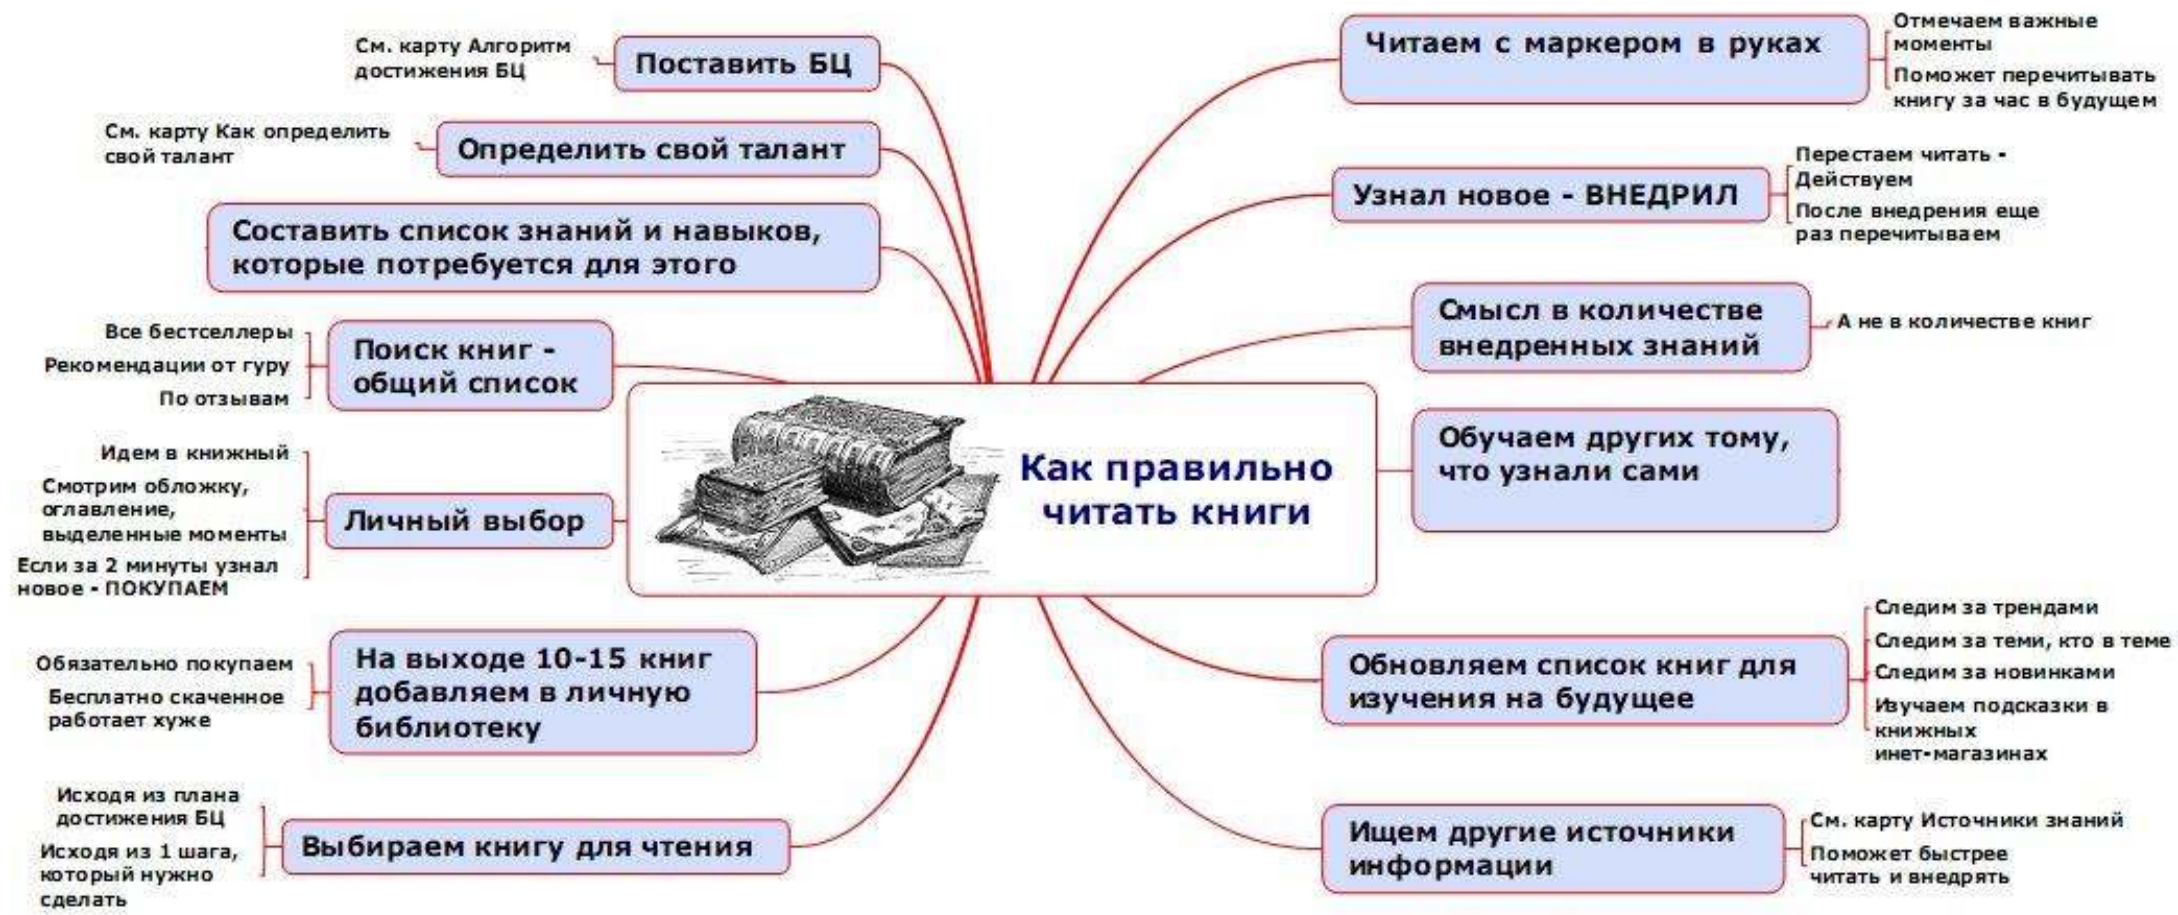 Как правильно
читать книги
Поставить БЦ
См. карту Алгоритм
достижения БЦ
Определить свой талант
См. карту Как определить
свой талант
Составить список знаний и навыков,
которые потребуется для этого
Поиск книг -
общий список
Все бестселлеры
Рекомендации от гуру
По отзывам
Личный выбор
Идем в книжный
Смотрим обложку,
оглавление,
выделенные моменты
Если за 2 минуты узнал
новое - ПОКУПАЕМ
На выходе 10-15 книг
добавляем в личную
библиотеку
Обязательно покупаем
Бесплатно скаченное
работает хуже
Выбираем книгу для чтения
Исходя из плана
достижения БЦ
Исходя из 1 шага,
который нужно
сделать
Читаем с маркером в руках
Отмечаем важные
моменты
Поможет перечитывать
книгу за час в будущем
Узнал новое - ВНЕДРИЛ
Перестаем читать -
Действуем
После внедрения еще
раз перечитываем
Смысл в количестве
внедренных знаний
А не в количестве книг
Обучаем других тому,
что узнали сами
Обновляем список книг для
изучения на будущее
Следим за трендами
Следим за теми, кто в теме
Следим за новинками
Изучаем подсказки в
книжных
инет-магазинах
Ищем другие источники
информации
См. карту Источники знаний
Поможет быстрее
читать и внедрять